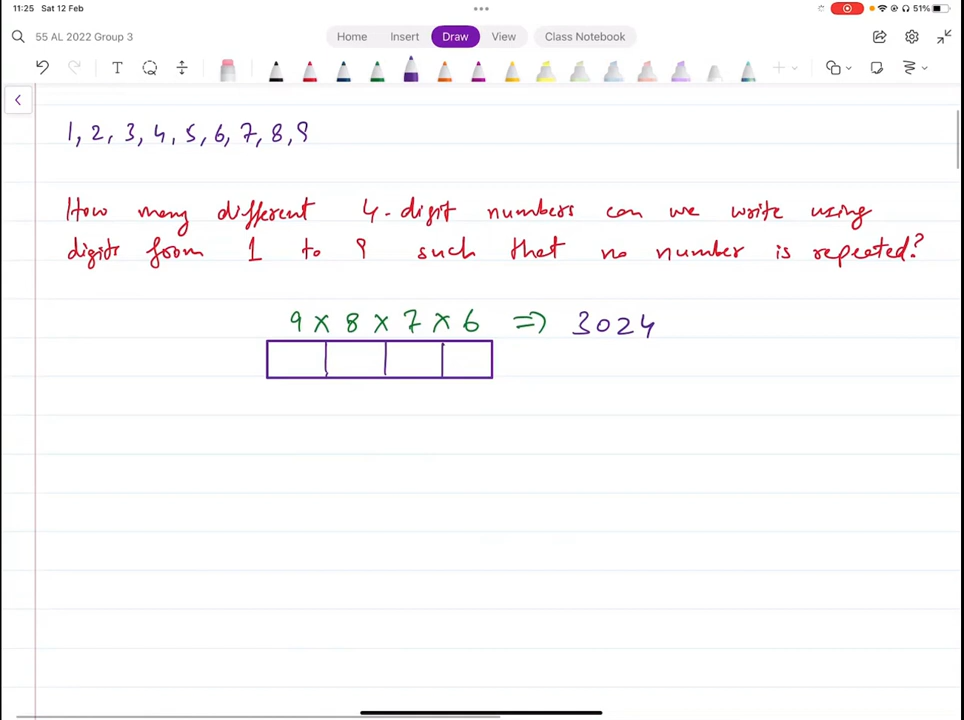 11:25 Sat 12 Feb
51%
55 AL 2022 Group 3
Home Insert Draw View Class Notebook
T
1, 2, 3, 4, 5, 6, 7, 8, 9
How many different 4-digit numbers can we write using
digits from 1 to 9 such that no number is repeated?
9 × 8 × 7 × 6 => 3024